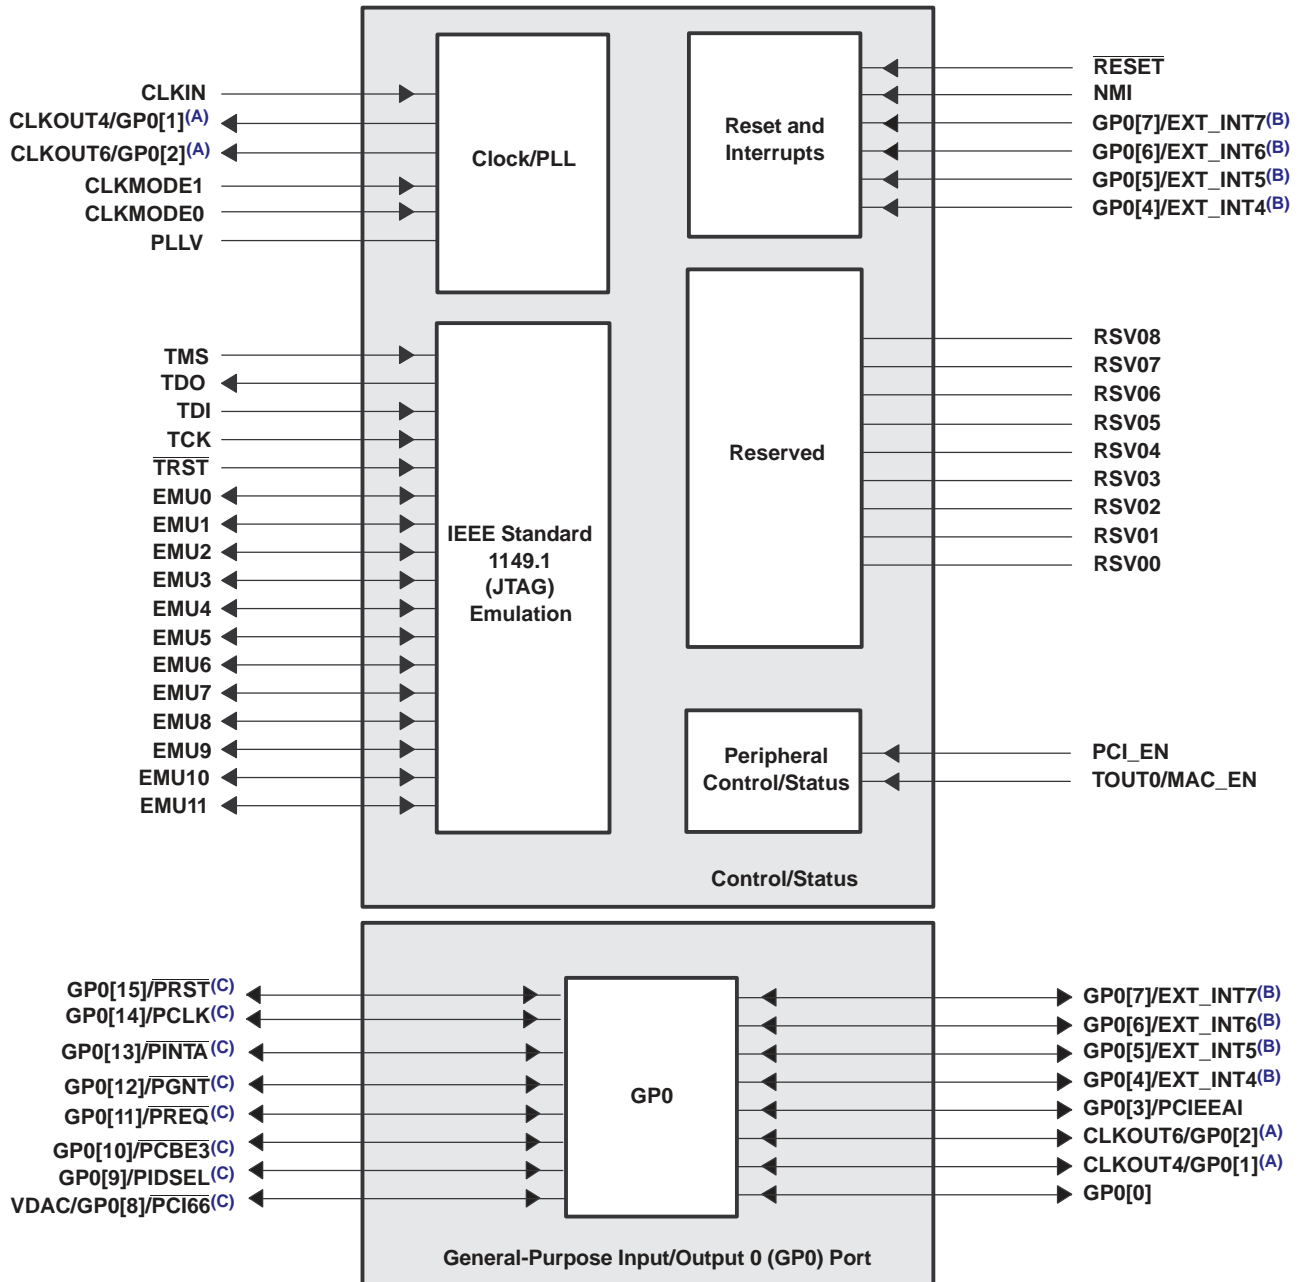 CLKIN
CLKOUT4/GP0[1](A)
CLKOUT6/GP0[2](A)
CLKMODE1
CLKMODE0
PLLV
Clock/PLL
Reset and
Interrupts
RESET
NMI
GP0[7]/EXT_INT7(B)
GP0[6]/EXT_INT6(B)
GP0[5]/EXT_INT5(B)
GP0[4]/EXT_INT4(B)
TMS
TDO
TDI
TCK
TRST
EMU0
EMU1
EMU2
EMU3
EMU4
EMU5
EMU6
EMU7
EMU8
EMU9
EMU10
EMU11
IEEE Standard
1149.1
(JTAG)
Emulation
Reserved
RSV08
RSV07
RSV06
RSV05
RSV04
RSV03
RSV02
RSV01
RSV00
Peripheral
Control/Status
PCI_EN
TOUT0/MAC_EN
Control/Status
GP0[15]/PRST(C)
GP0[14]/PCLK(C)
GP0[13]/PINTA(C)
GP0[12]/PGNT(C)
GP0[11]/PREQ(C)
GP0[10]/PCBE3(C)
GP0[9]/PIDSEL(C)
VDAC/GP0[8]/PCI66(C)
GP0
GP0[7]/EXT_INT7(B)
GP0[6]/EXT_INT6(B)
GP0[5]/EXT_INT5(B)
GP0[4]/EXT_INT4(B)
GP0[3]/PCIEEAI
CLKOUT6/GP0[2](A)
CLKOUT4/GP0[1](A)
GP0[0]
General-Purpose Input/Output 0 (GP0) Port